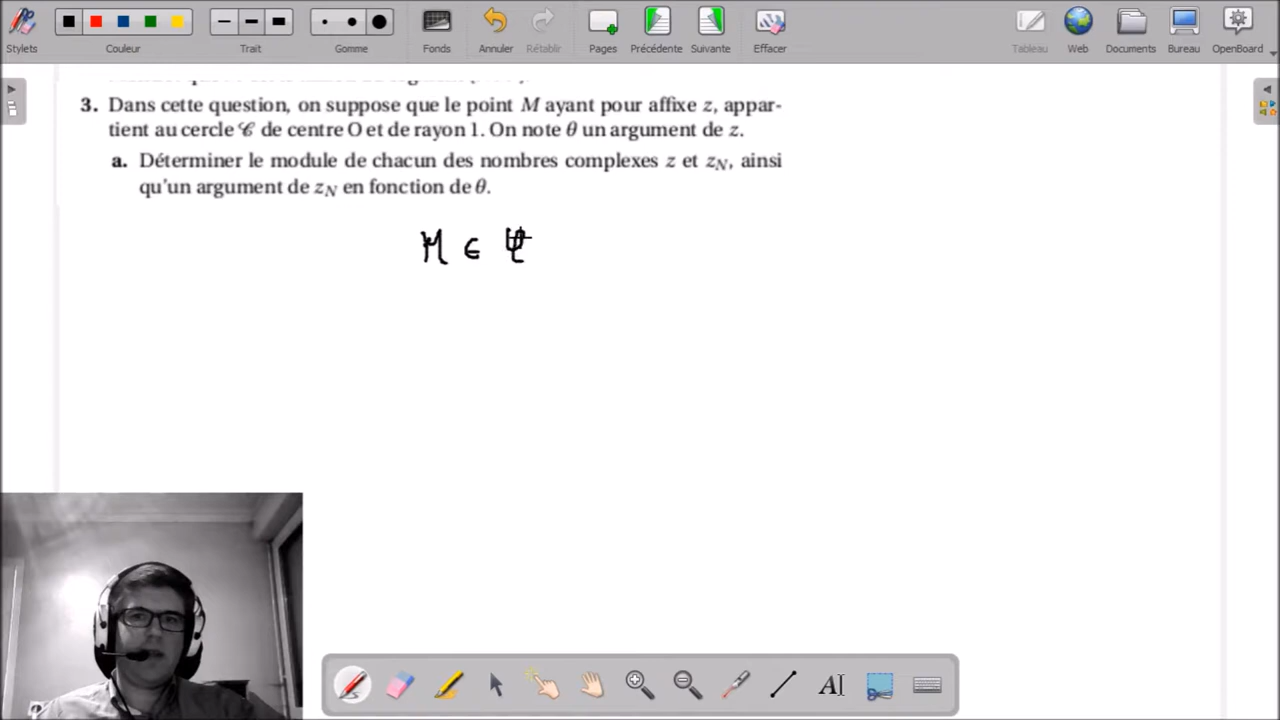 Stylets Couleur Trait Gomme Fonds Annuler Rétablir Pages Précédente Suivante Effacer Tableau Web Documents Bureau OpenBoard
3. Dans cette question, on suppose que le point M ayant pour affixe z, appar-
tient au cercle 𝒞 de centre O et de rayon 1. On note θ un argument de z.
a. Déterminer le module de chacun des nombres complexes z et z_N, ainsi
qu'un argument de z_N en fonction de θ.
M ∈ 𝒞
AI